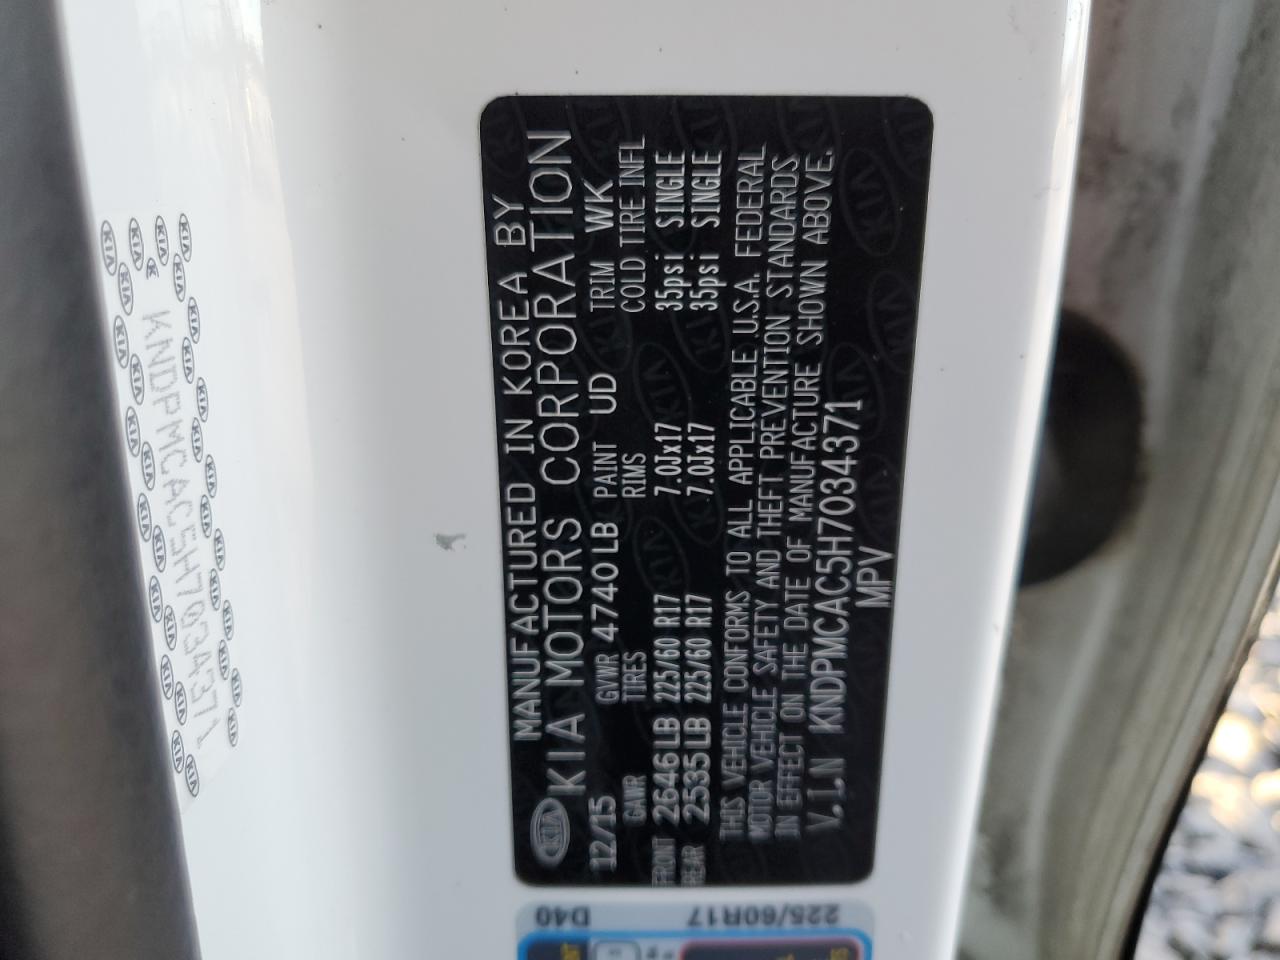 MANUFACTURED IN KOREA BY
KIA KIA MOTORS CORPORATION
12/15 GVWR 4740LB PAINT UD TRIM WK
GAWR TIRES RIMS COLD TIRE INFL
FRONT 2646LB 225/60 R17 7.0Jx17 35psi SINGLE
REAR 2535LB 225/60 R17 7.0Jx17 35psi SINGLE
THIS VEHICLE CONFORMS TO ALL APPLICABLE U.S.A. FEDERAL
MOTOR VEHICLE SAFETY AND THEFT PREVENTION STANDARDS
IN EFFECT ON THE DATE OF MANUFACTURE SHOWN ABOVE.
V.I.N KNDPMCAC5H7034371
MPV
KNDPMCAC5H7034371
D40 225/60R17